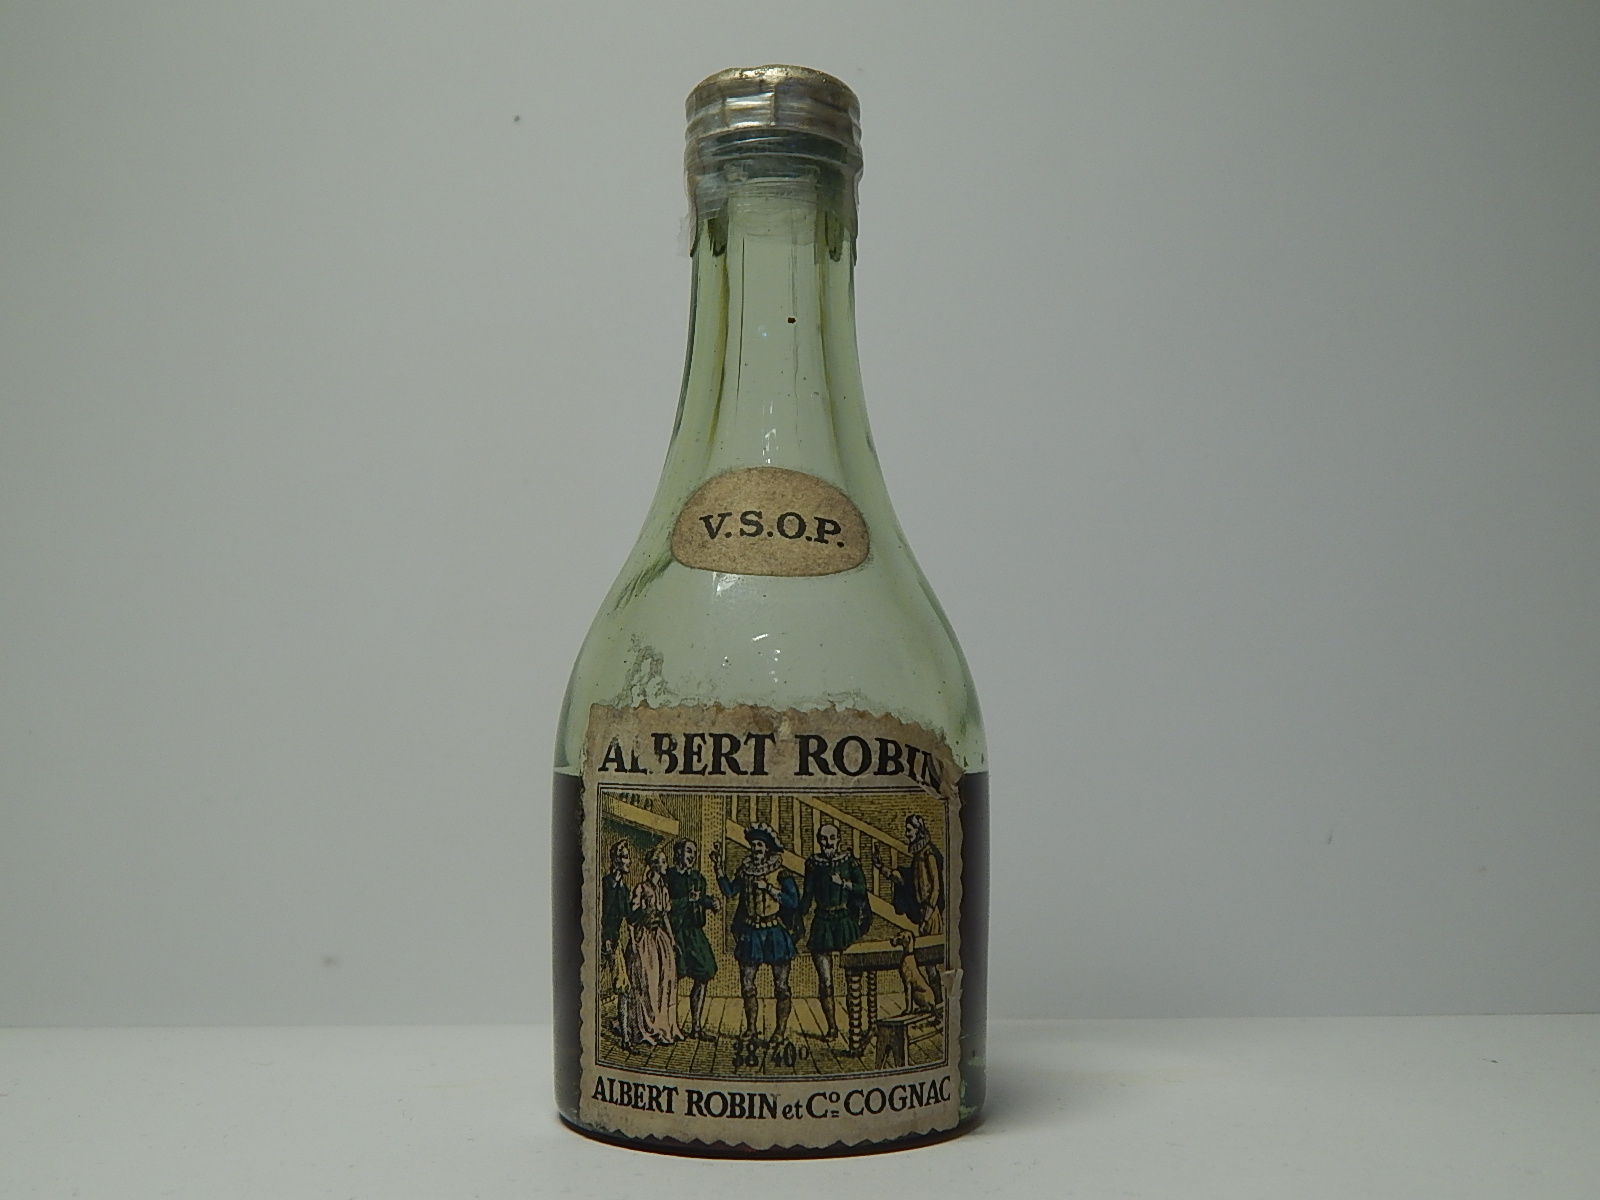 V.S.O.P.
ALBERT ROBIN
38/40°
ALBERT ROBIN et Cº COGNAC